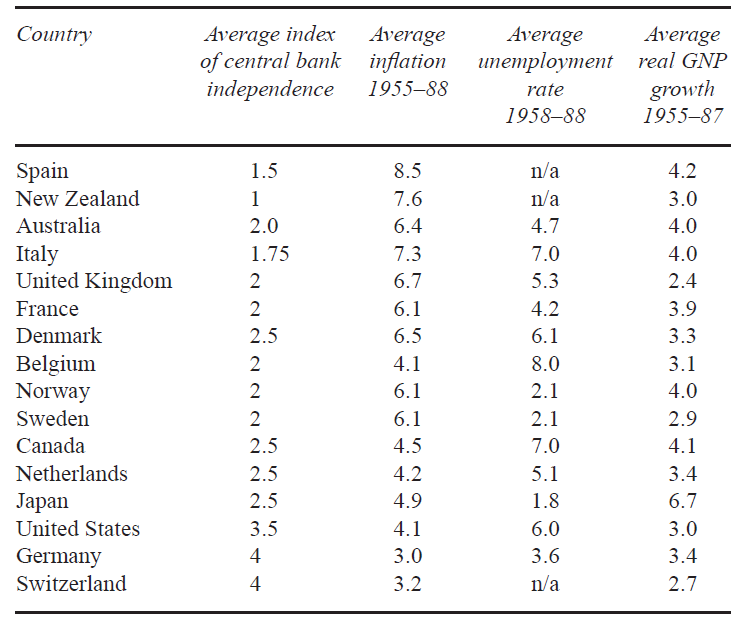 Country Average index Average Average Average
of central bank inflation unemployment real GNP
independence 1955–88 rate growth
1958–88 1955–87
Spain 1.5 8.5 n/a 4.2
New Zealand 1 7.6 n/a 3.0
Australia 2.0 6.4 4.7 4.0
Italy 1.75 7.3 7.0 4.0
United Kingdom 2 6.7 5.3 2.4
France 2 6.1 4.2 3.9
Denmark 2.5 6.5 6.1 3.3
Belgium 2 4.1 8.0 3.1
Norway 2 6.1 2.1 4.0
Sweden 2 6.1 2.1 2.9
Canada 2.5 4.5 7.0 4.1
Netherlands 2.5 4.2 5.1 3.4
Japan 2.5 4.9 1.8 6.7
United States 3.5 4.1 6.0 3.0
Germany 4 3.0 3.6 3.4
Switzerland 4 3.2 n/a 2.7